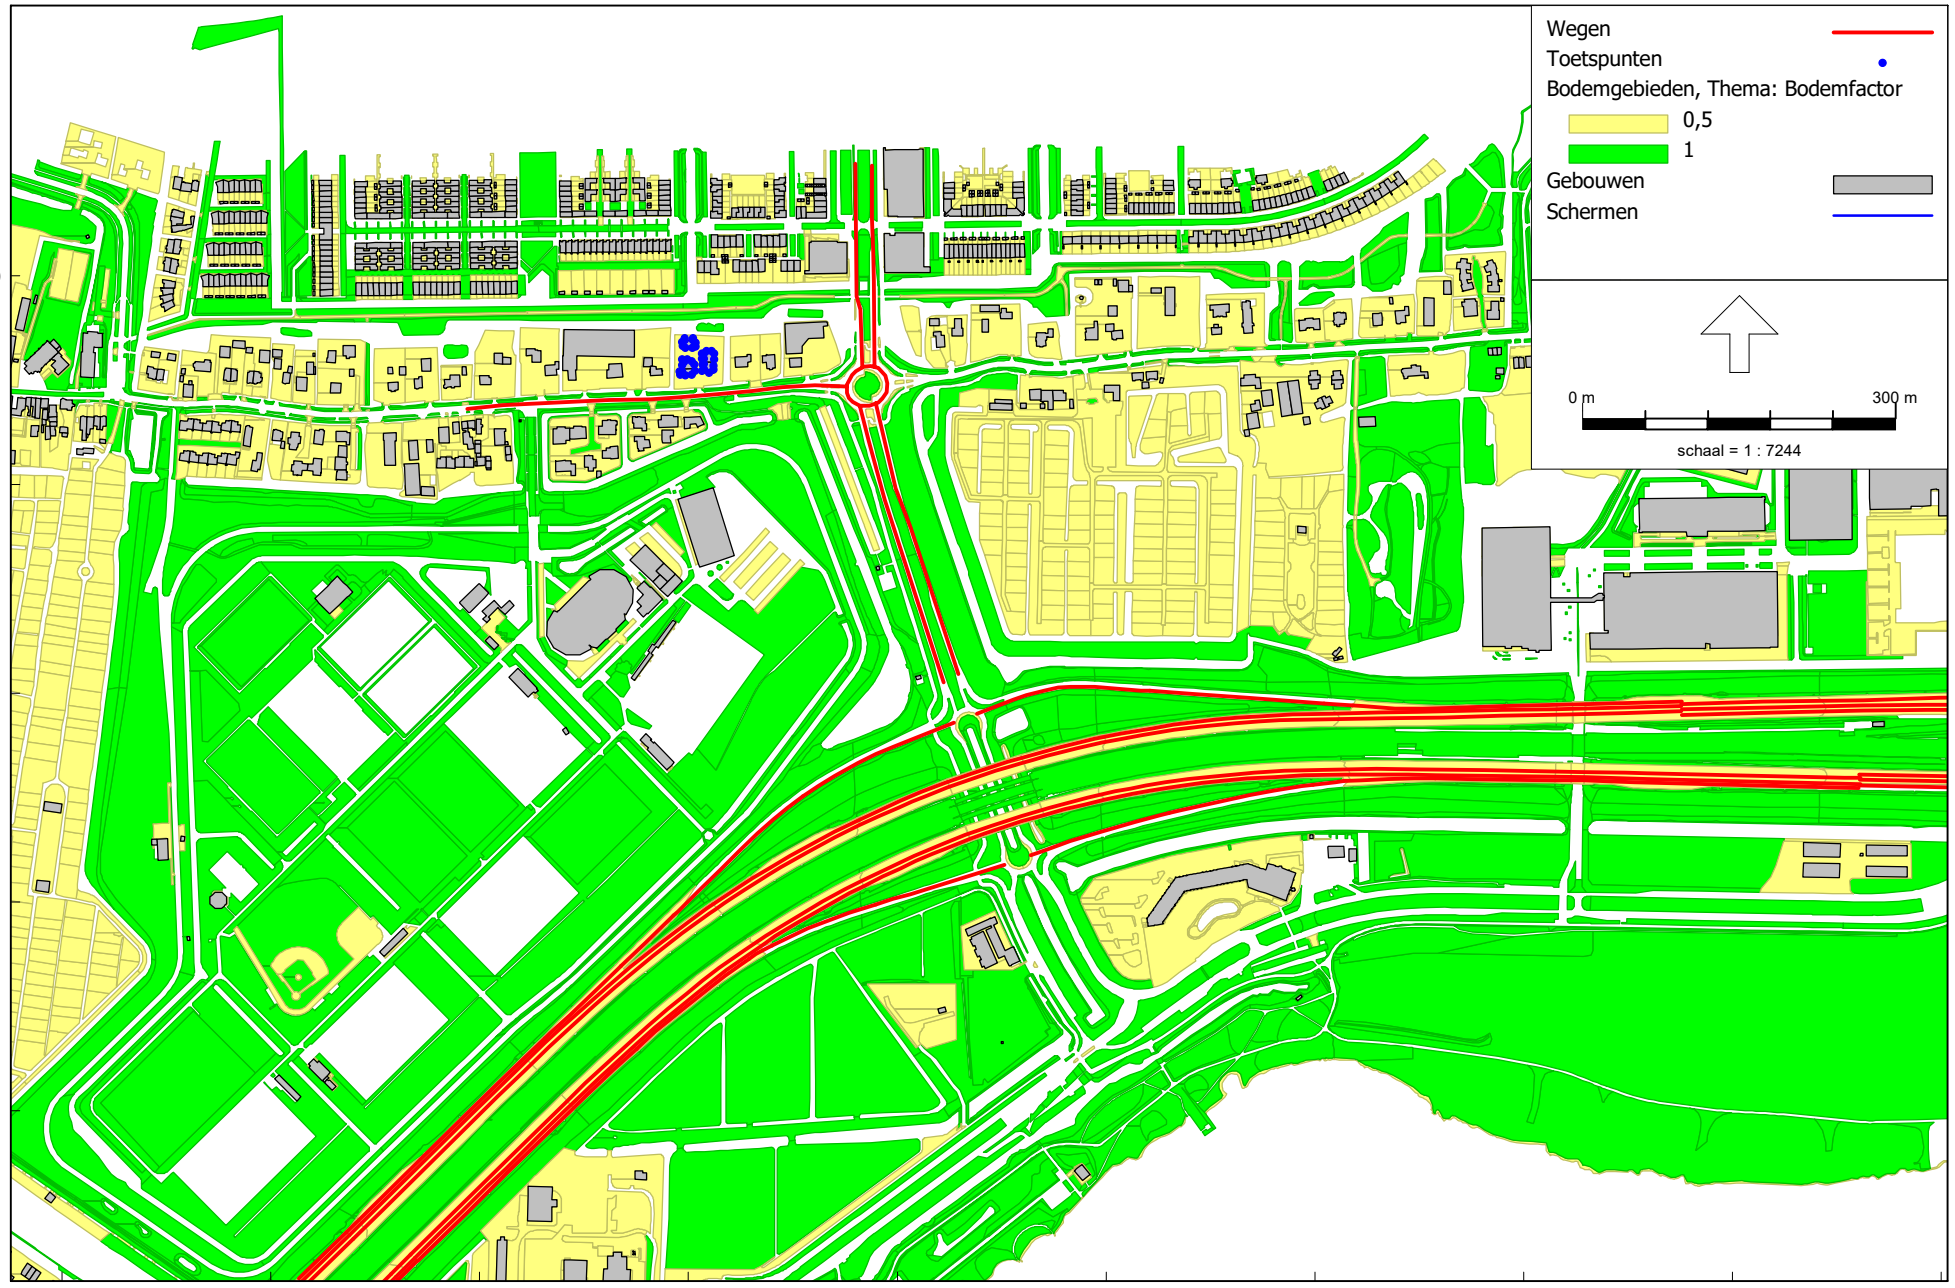 Wegen
Toetspunten
Bodemgebieden, Thema: Bodemfactor
0,5
1
Gebouwen
Schermen
0 m 300 m
schaal = 1 : 7244